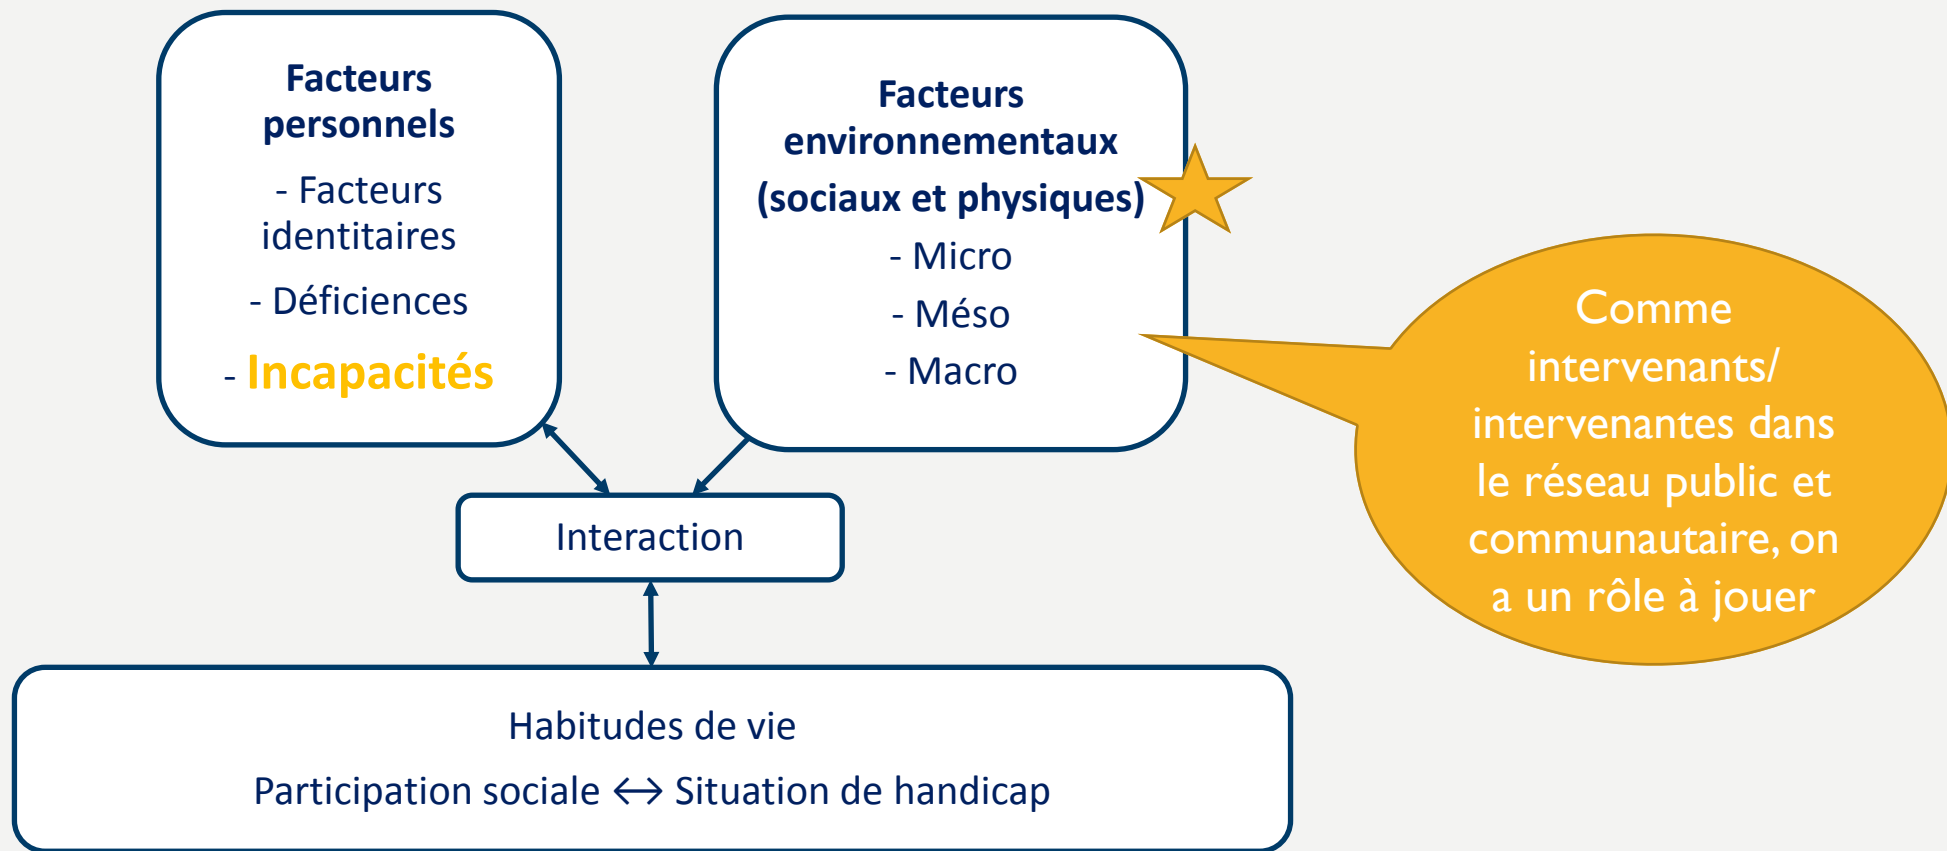 Facteurs
personnels
- Facteurs
identitaires
- Déficiences
- Incapacités
Facteurs
environnementaux
(sociaux et physiques)
- Micro
- Méso
- Macro
Comme
intervenants/
intervenantes dans
le réseau public et
communautaire, on
a un rôle à jouer
Interaction
Habitudes de vie
Participation sociale ↔ Situation de handicap